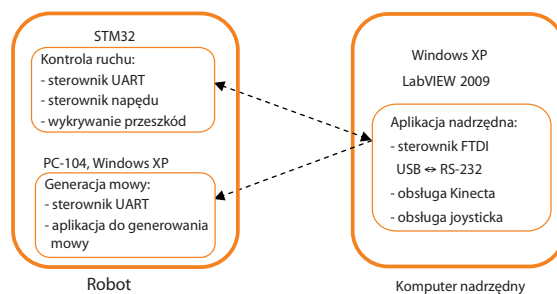 STM32
Kontrola ruchu:
- sterownik UART
- sterownik napędu
- wykrywanie przeszkód
PC-104, Windows XP
Generacja mowy:
- sterownik UART
- aplikacja do generowania
mowy
Robot
Windows XP
LabVIEW 2009
Aplikacja nadrzędna:
- sterownik FTDI
USB ↔ RS-232
- obsługa Kinecta
- obsługa joysticka
Komputer nadrzędny